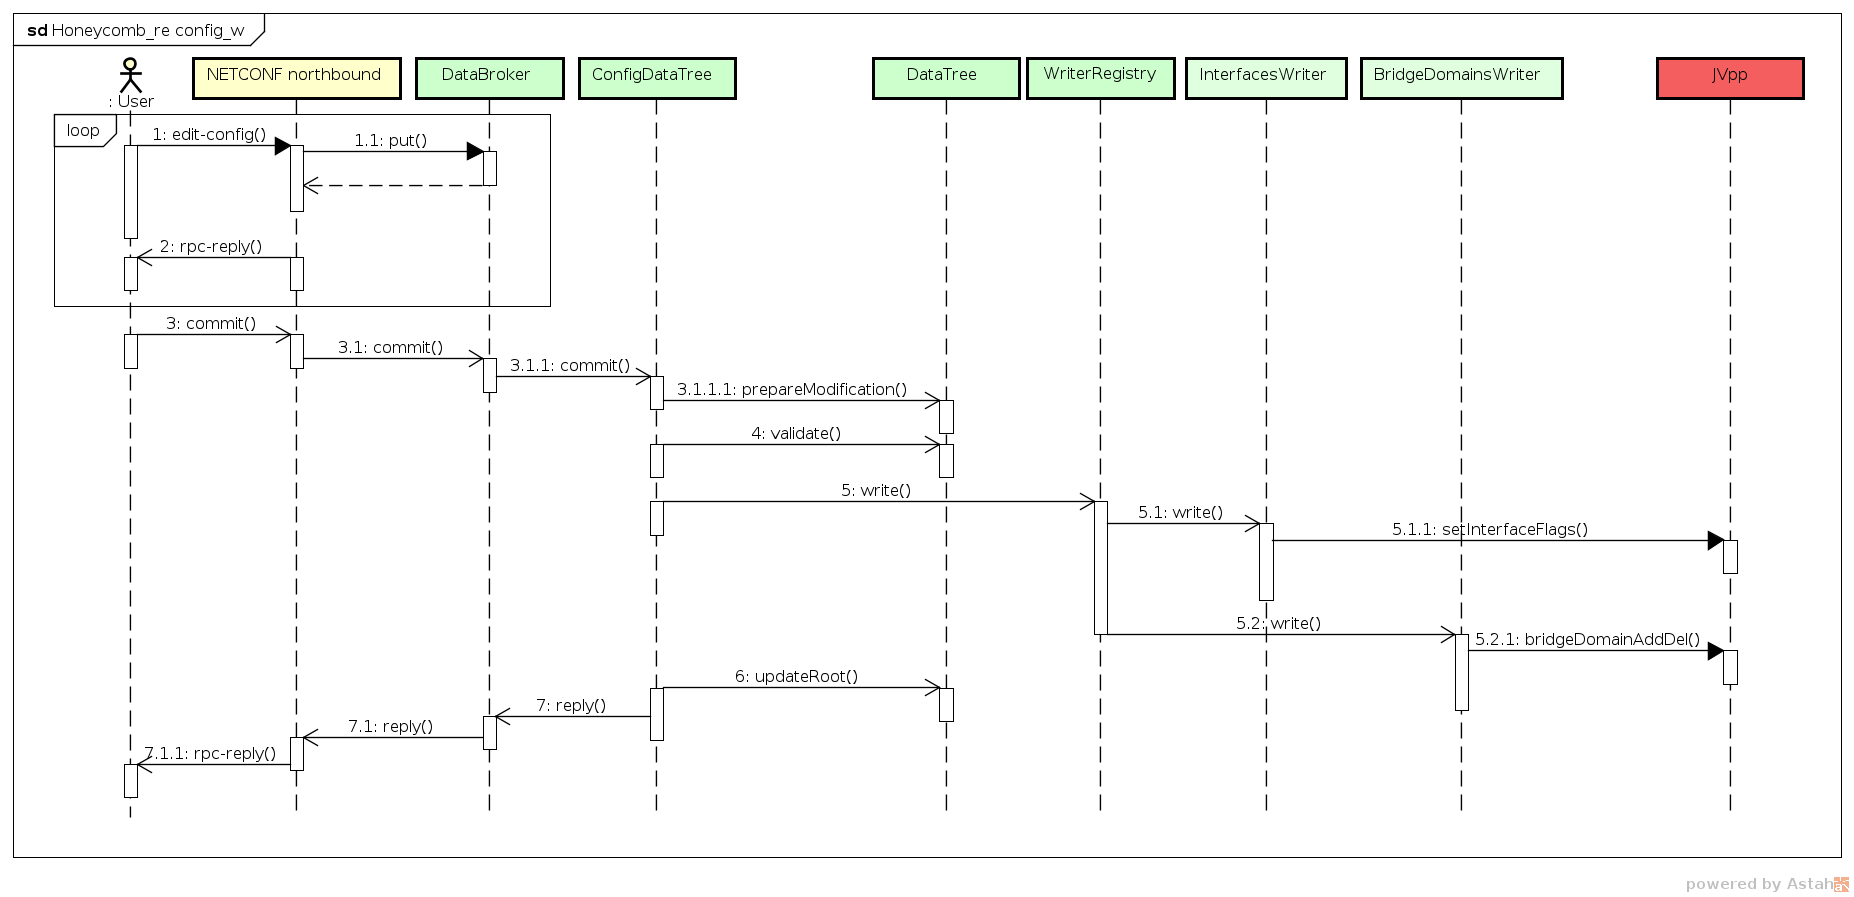 sd Honeycomb_re config_w
: User
NETCONF northbound
DataBroker
ConfigDataTree
DataTree
WriterRegistry
InterfacesWriter
BridgeDomainsWriter
JVpp
loop
1: edit-config()
1.1: put()
2: rpc-reply()
3: commit()
3.1: commit()
3.1.1: commit()
3.1.1.1: prepareModification()
4: validate()
5: write()
5.1: write()
5.1.1: setInterfaceFlags()
5.2: write()
5.2.1: bridgeDomainAddDel()
6: updateRoot()
7: reply()
7.1: reply()
7.1.1: rpc-reply()
powered by Astah